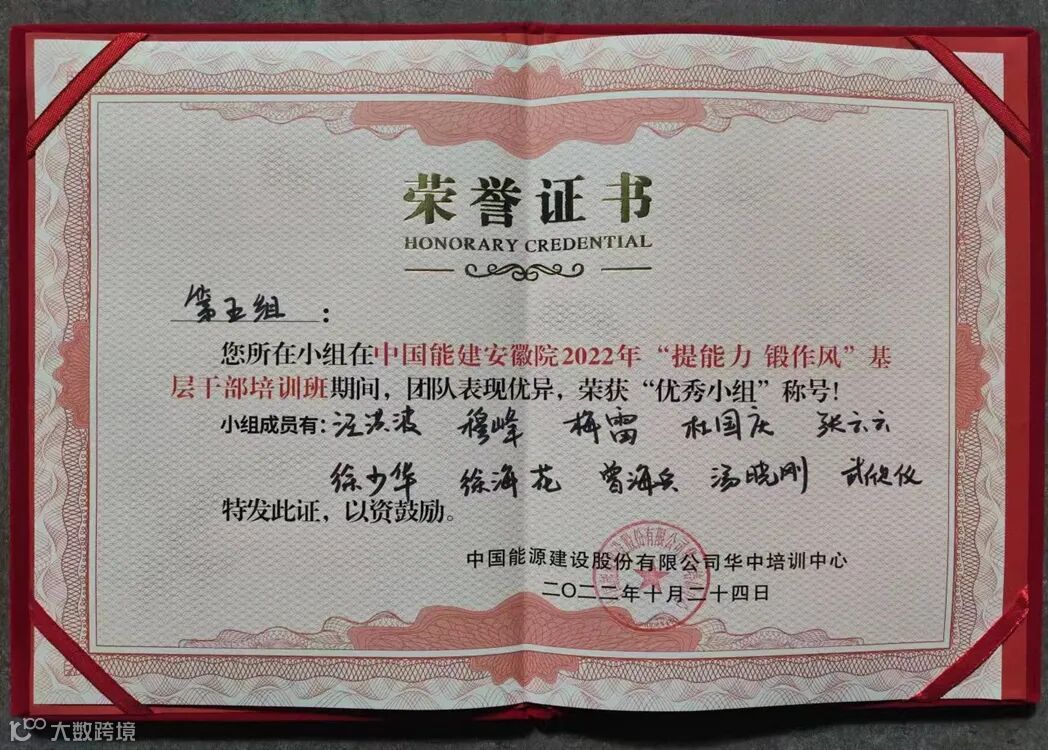 荣誉证书
HONORARY CREDENTIAL
第五组：
您所在小组在中国能建安徽院2022年“提能力 锻作风”基
层干部培训班期间，团队表现优异，荣获“优秀小组”称号！
小组成员有：汪洪波 穆峰 梅雷 杜国庆 张六六
徐少华 徐海花 曾海兵 汤晓刚
特发此证，以资鼓励。
中国能源建设股份有限公司华中培训中心
二〇二二年十月二十四日
大数跨境